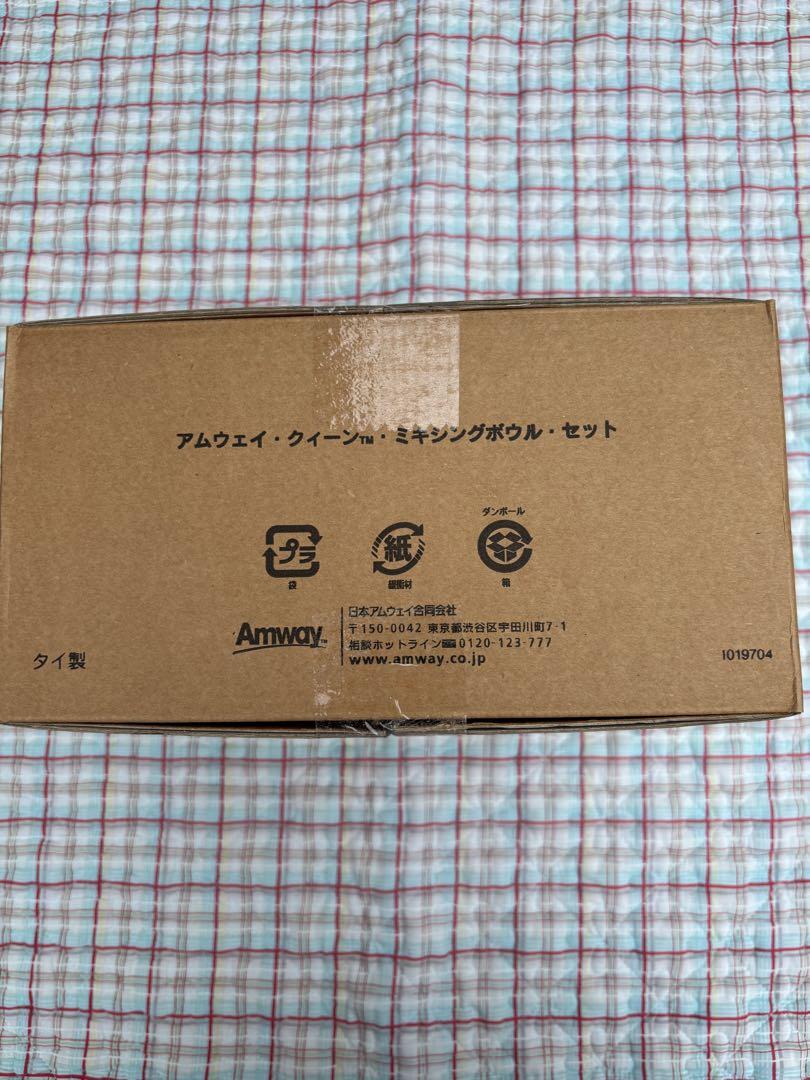 アムウェイ・クィーン™・ミキシングボウル・セット
ダンボール
プラ
紙
袋
緩衝材
箱
Amway™
日本アムウェイ合同会社
〒150-0042 東京都渋谷区宇田川町7-1
相談ホットライン 0120-123-777
www.amway.co.jp
タイ製
I019704